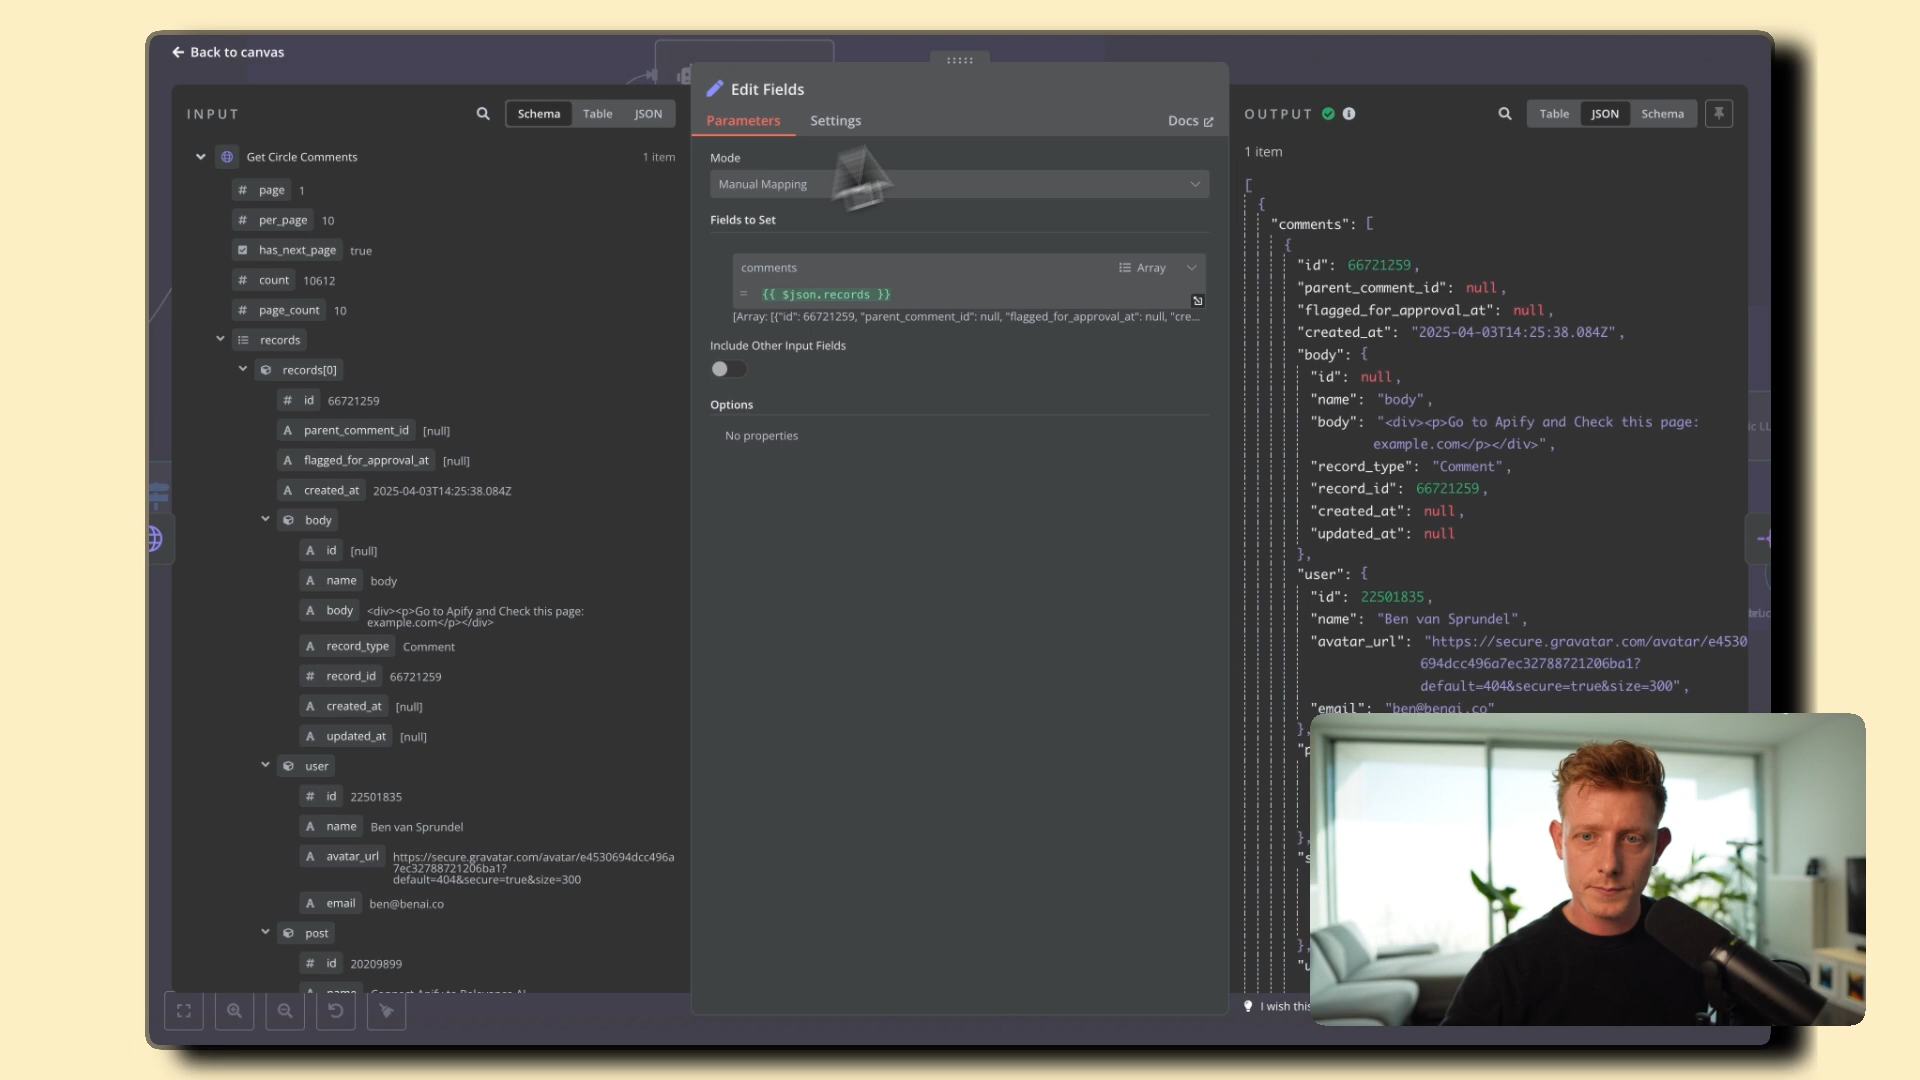 Back to canvas
INPUT
Schema
Table
JSON
Get Circle Comments
1 item
# page 1
# per_page 10
has_next_page true
# count 10612
# page_count 10
records
records[0]
# id 66721259
A parent_comment_id [null]
A flagged_for_approval_at [null]
A created_at 2025-04-03T14:25:38.084Z
body
A id [null]
A name body
A body <div><p>Go to Apify and Check this page:
example.com</p></div>
A record_type Comment
# record_id 66721259
A created_at [null]
A updated_at [null]
user
# id 22501835
A name Ben van Sprundel
A avatar_url https://secure.gravatar.com/avatar/e4530694dcc496a
7ec32788721206ba1?
default=404&secure=true&size=300
A email ben@benai.co
post
# id 20209899
Edit Fields
Parameters
Settings
Docs
Mode
Manual Mapping
Fields to Set
comments
Array
= {{ $json.records }}
[Array: [{"id": 66721259, "parent_comment_id": null, "flagged_for_approval_at": null, "cre...
Include Other Input Fields
Options
No properties
OUTPUT
Table
JSON
Schema
1 item
[
{
"comments": [
{
"id": 66721259,
"parent_comment_id": null,
"flagged_for_approval_at": null,
"created_at": "2025-04-03T14:25:38.084Z",
"body": {
"id": null,
"name": "body",
"body": "<div><p>Go to Apify and Check this page:
example.com</p></div>",
"record_type": "Comment",
"record_id": 66721259,
"created_at": null,
"updated_at": null
},
"user": {
"id": 22501835,
"name": "Ben van Sprundel",
"avatar_url": "https://secure.gravatar.com/avatar/e4530
694dcc496a7ec32788721206ba1?
default=404&secure=true&size=300",
"email": "ben@benai.co"
},
"p
},
"s
},
"u
I wish this